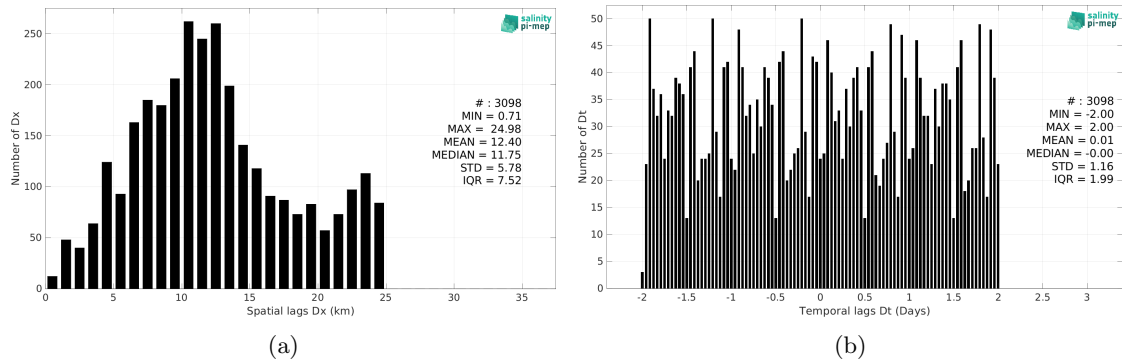 salinity
pi-mep
Number of Dx
250
200
150
100
50
0
# : 3098
MIN = 0.71
MAX = 24.98
MEAN = 12.40
MEDIAN = 11.75
STD = 5.78
IQR = 7.52
0 5 10 15 20 25 30 35
Spatial lags Dx (km)
(a)
salinity
pi-mep
Number of Dt
50
45
40
35
30
25
20
15
10
5
0
# : 3098
MIN = -2.00
MAX = 2.00
MEAN = 0.01
MEDIAN = -0.00
STD = 1.16
IQR = 1.99
-2 -1.5 -1 -0.5 0 0.5 1 1.5 2 2.5 3
Temporal lags Dt (Days)
(b)